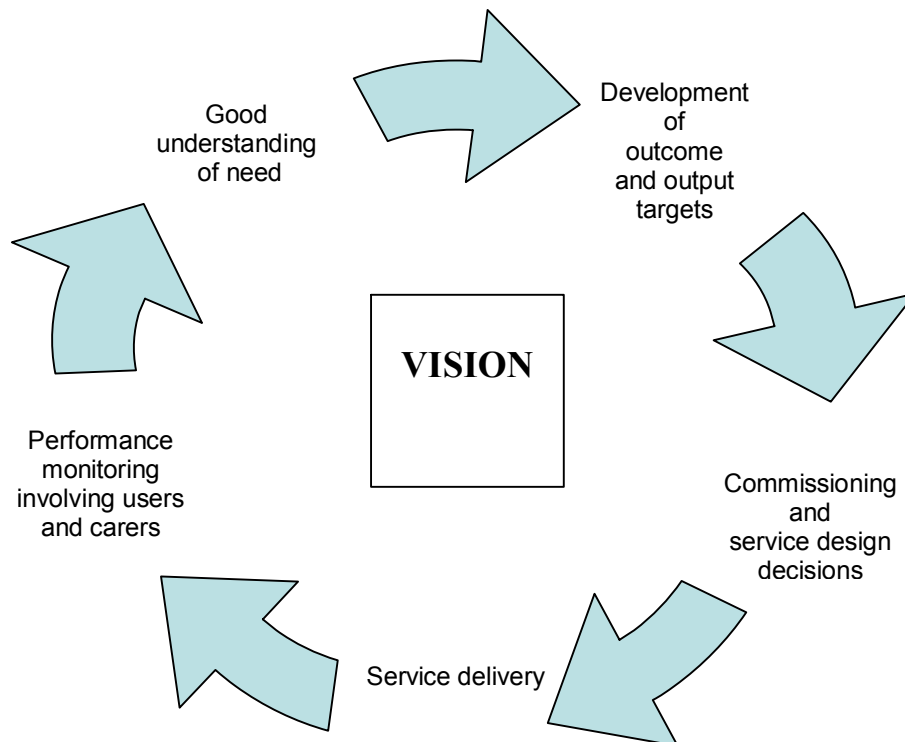 Good
understanding
of need
Development
of
outcome
and output
targets
VISION
Commissioning
and
service design
decisions
Service delivery
Performance
monitoring
involving users
and carers